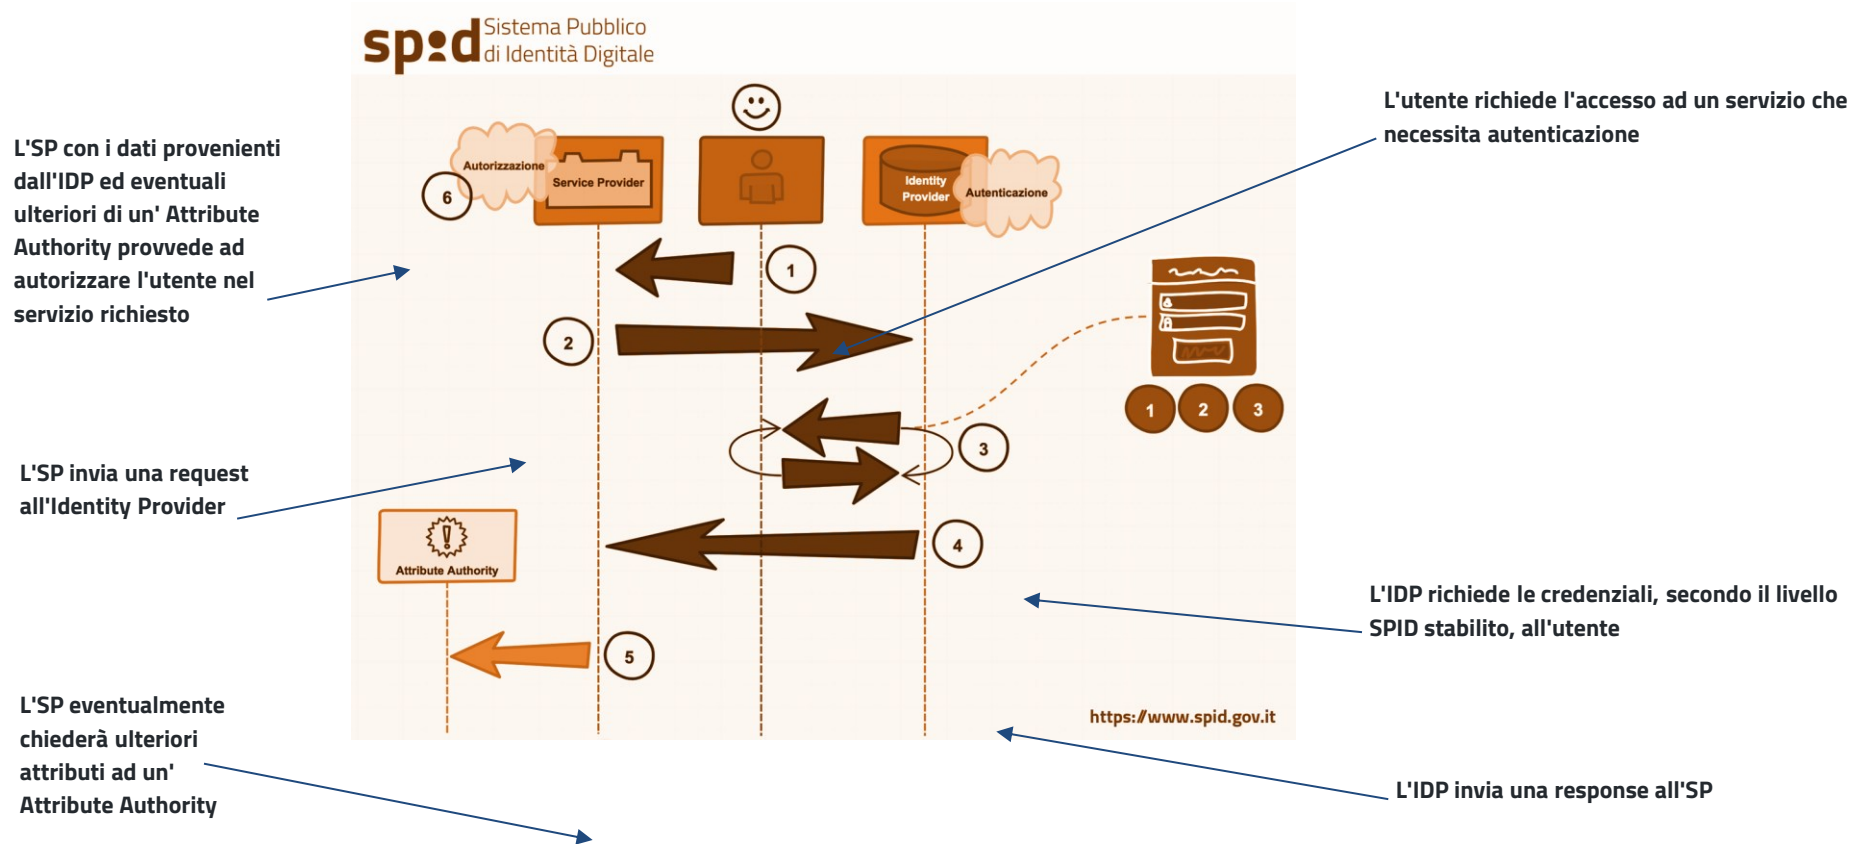 spid
Sistema Pubblico
di Identità Digitale
L'utente richiede l'accesso ad un servizio che
necessita autenticazione
L'SP con i dati provenienti
dall'IDP ed eventuali
ulteriori di un' Attribute
Authority provvede ad
autorizzare l'utente nel
servizio richiesto
Autorizzazione
Service Provider
6
Identity
Provider
Autenticazione
1
2
1 2 3
3
L'SP invia una request
all'Identity Provider
4
Attribute Authority
L'IDP richiede le credenziali, secondo il livello
SPID stabilito, all'utente
5
L'SP eventualmente
chiederà ulteriori
attributi ad un'
Attribute Authority
https://www.spid.gov.it
L'IDP invia una response all'SP